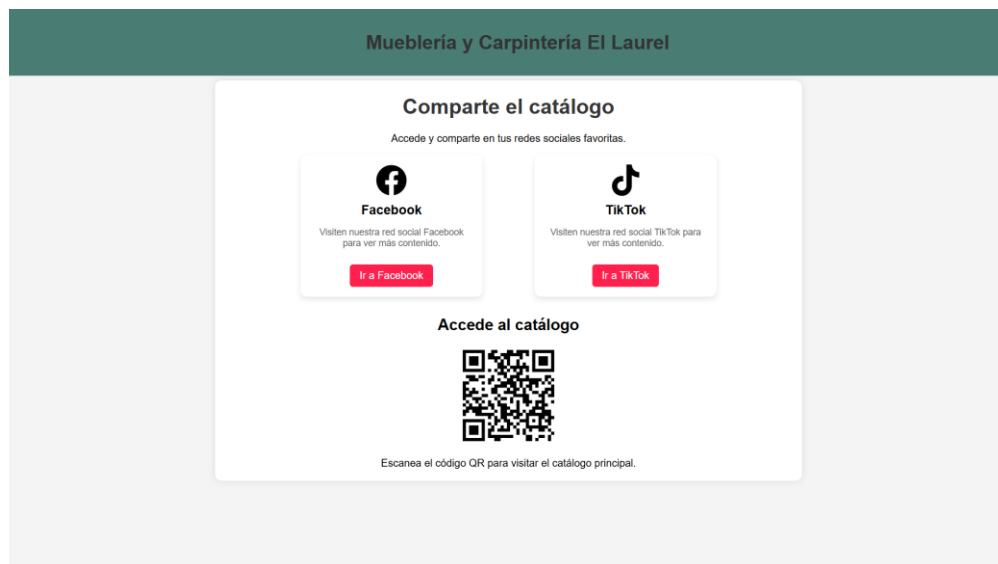 Mueblería y Carpintería El Laurel
Comparte el catálogo
Accede y comparte en tus redes sociales favoritas.
Facebook
Visiten nuestra red social Facebook
para ver más contenido.
Ir a Facebook
TikTok
Visiten nuestra red social TikTok para
ver más contenido.
Ir a TikTok
Accede al catálogo
Escanea el código QR para visitar el catálogo principal.